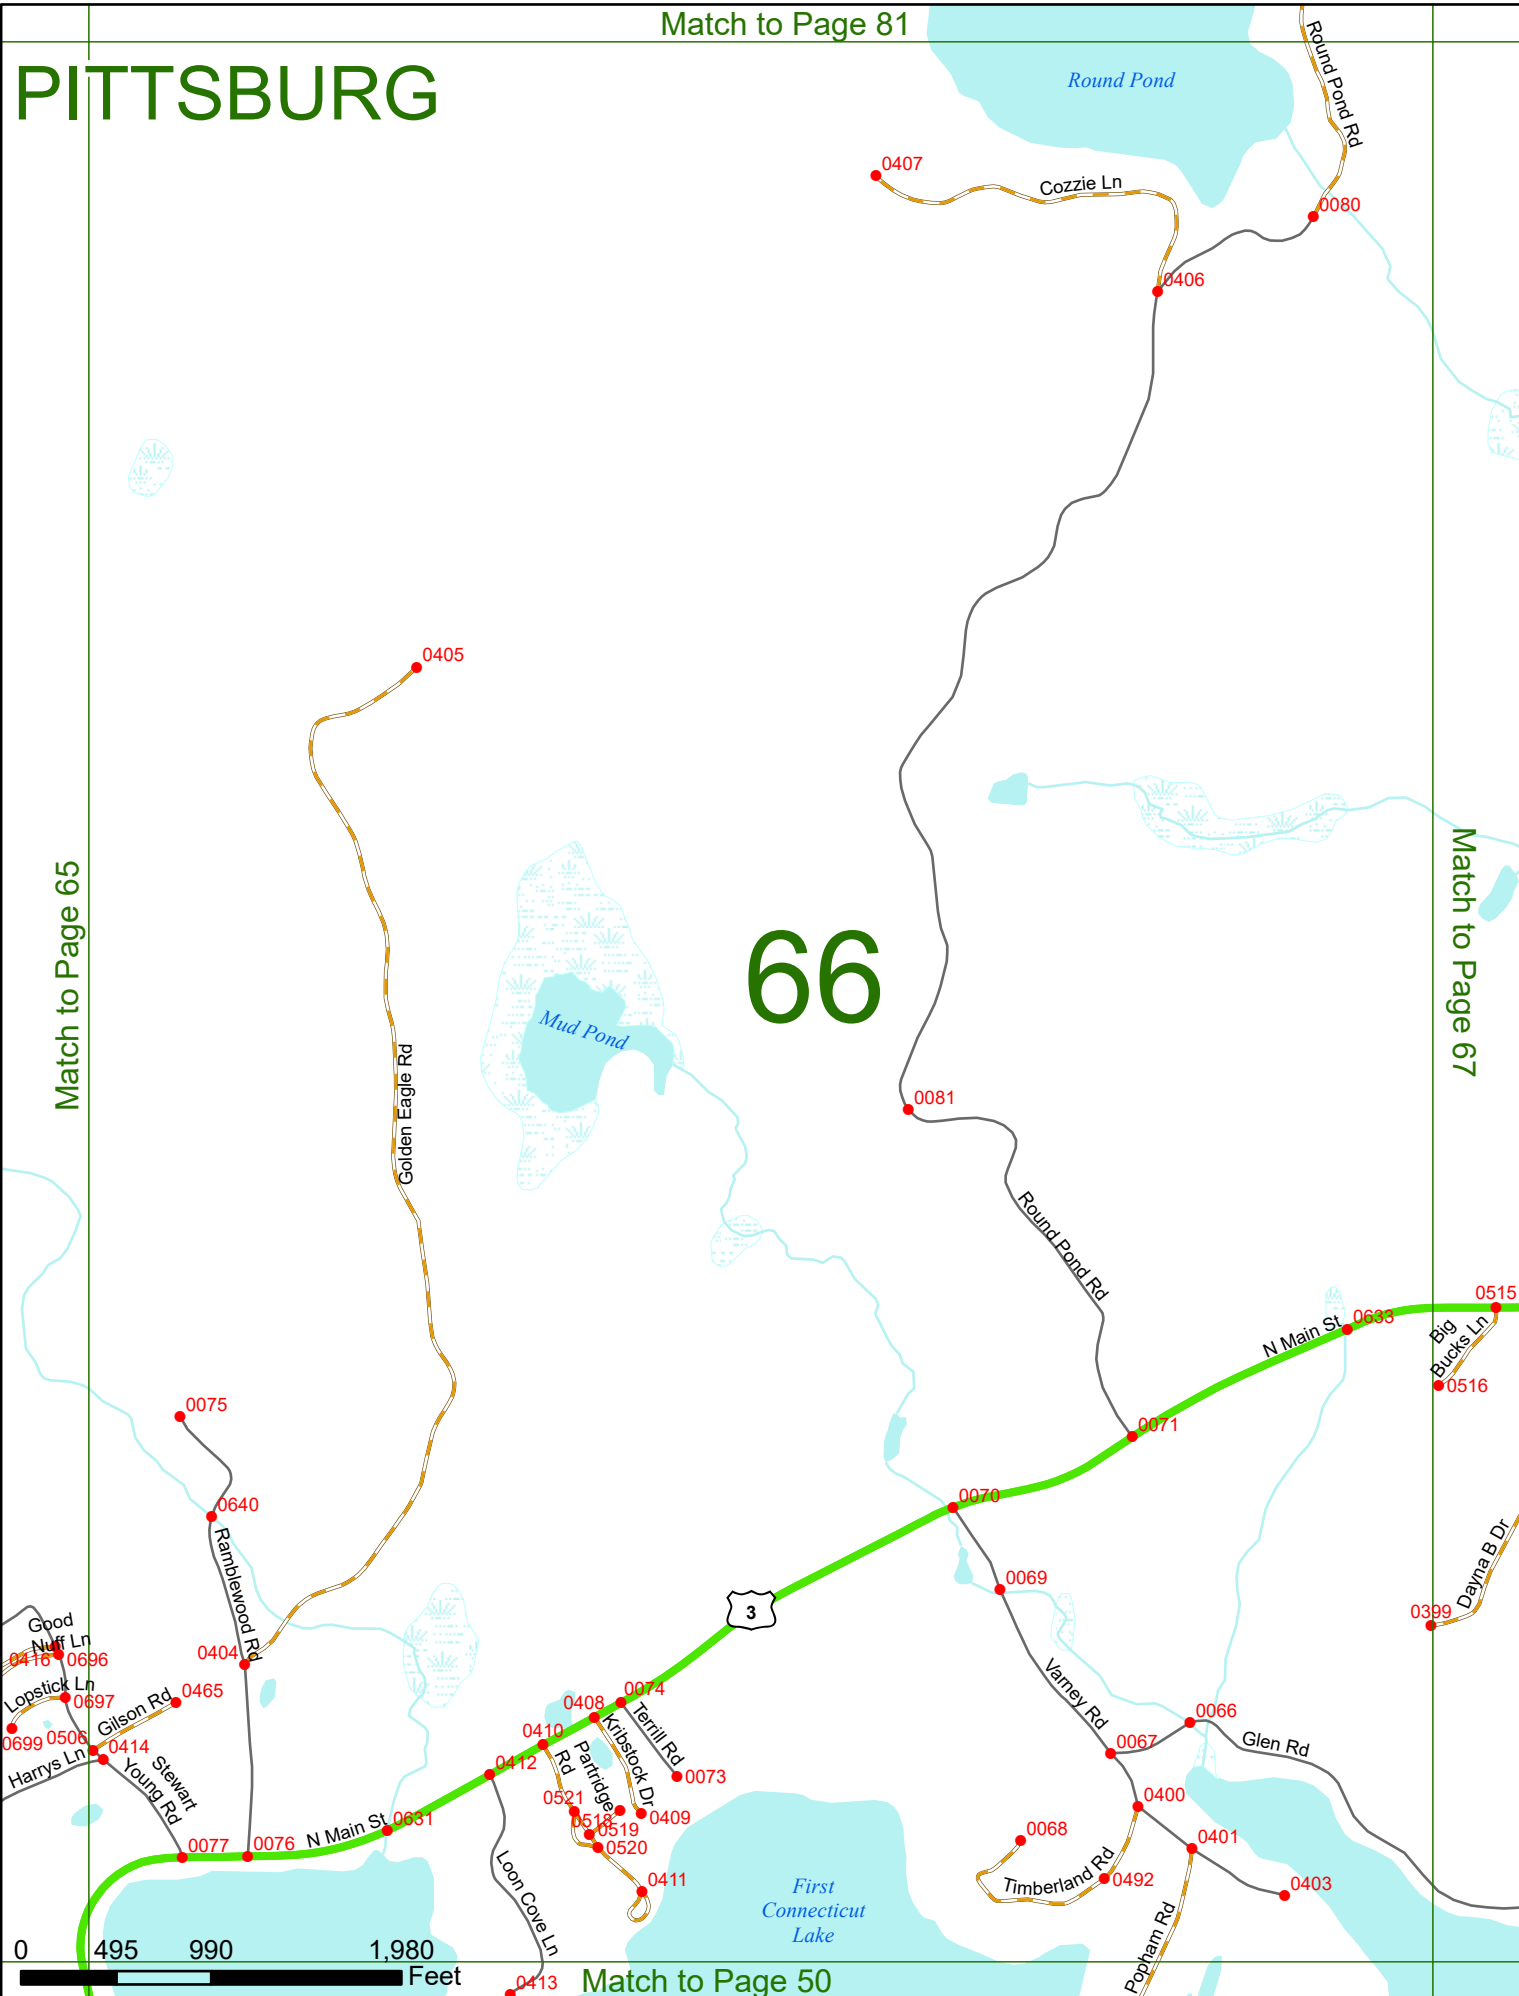 Match to Page 81
PITTSBURG
Round Pond
Round Pond Rd
0407
Cozzie Ln
0080
0406
0405
Match to Page 65
Golden Eagle Rd
Mud Pond
66
Match to Page 67
0081
Round Pond Rd
0515
0633
N Main St
Big
Bucks Ln
0516
0075
0071
0640
0070
Ramblewood Rd
0069
3
Dayna B Dr
0399
Good
Nuff Ln
0416
0696
0404
Lopstick Ln
0697
Gilson Rd
0465
0699
0506
0414
Harrys Ln
Stewart
Young Rd
0074
0408
Terrill Rd
Kribstock Dr
0410
Partridge
Rd
0412
0073
Varney Rd
0066
0067
Glen Rd
0521
0518
0519
0409
0520
0631
N Main St
0077
0076
0400
0068
0401
0411
Timberland Rd
0492
0403
Loon Cove Ln
First
Connecticut
Lake
Popham Rd
0 495 990 1,980
Feet
0413
Match to Page 50